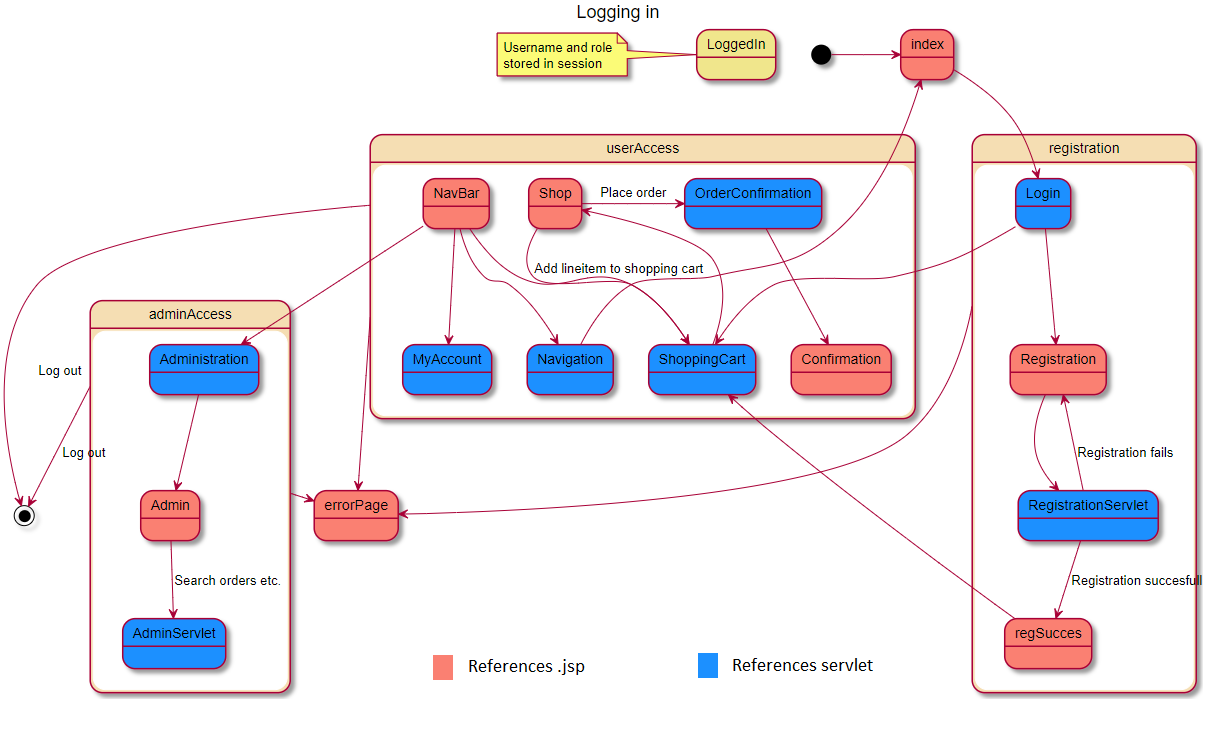 Logging in
Username and role
stored in session
LoggedIn
index
userAccess
registration
NavBar
Shop
Place order
OrderConfirmation
Login
Add lineitem to shopping cart
adminAccess
Administration
MyAccount
Navigation
ShoppingCart
Confirmation
Registration
Log out
Log out
Registration fails
Admin
errorPage
RegistrationServlet
Search orders etc.
Registration succesfull
AdminServlet
regSucces
References .jsp
References servlet